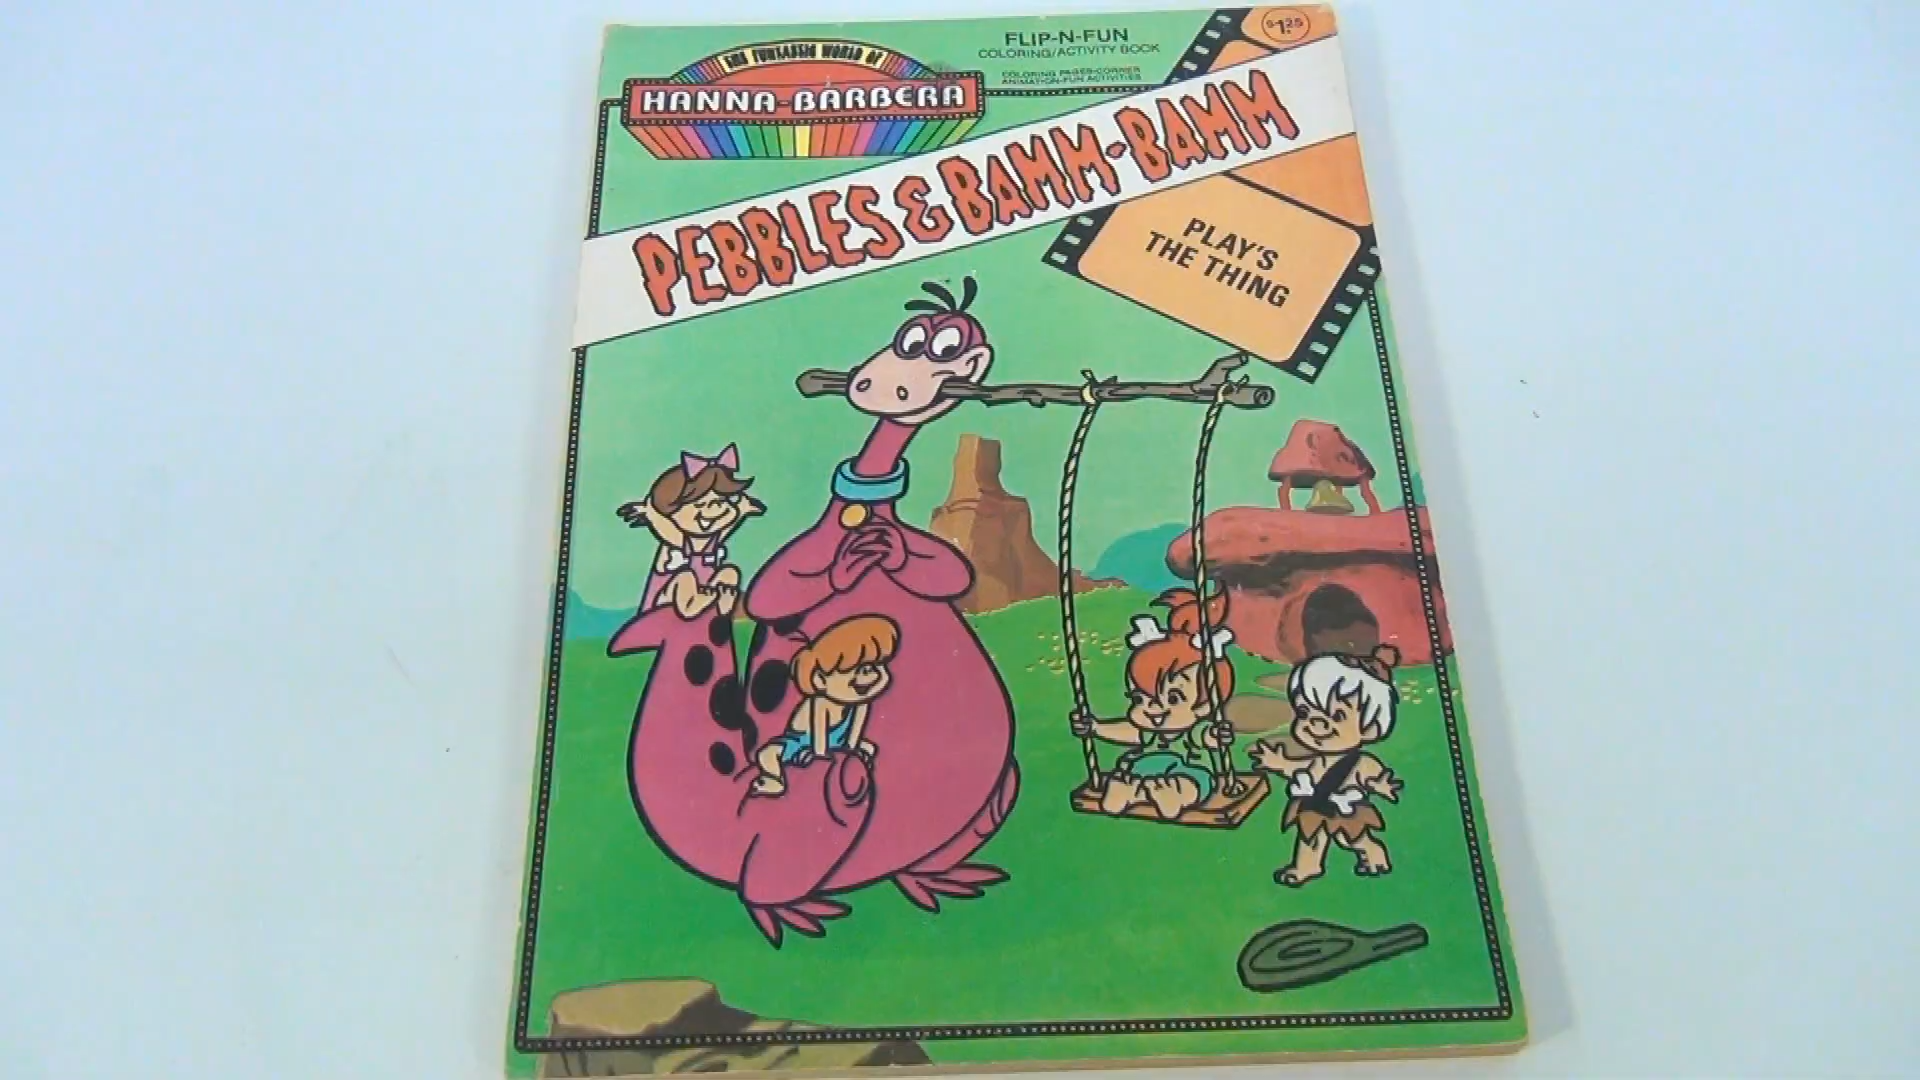 THE FUNTASTIC WORLD OF
HANNA-BARBERA
FLIP-N-FUN
COLORING/ACTIVITY BOOK
COLORING PAGES-CORNER
ANIMATION-FUN ACTIVITIES
$1.25
PEBBLES & BAMM-BAMM
PLAY'S
THE THING